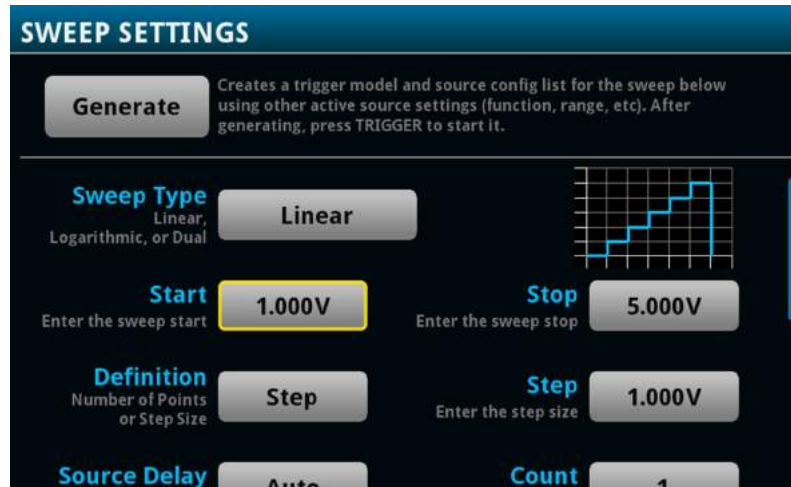 SWEEP SETTINGS
Generate
Creates a trigger model and source config list for the sweep below
using other active source settings (function, range, etc). After
generating, press TRIGGER to start it.
Sweep Type
Linear,
Logarithmic, or Dual
Linear
Start
Enter the sweep start
1.000V
Stop
Enter the sweep stop
5.000V
Definition
Number of Points
or Step Size
Step
Step
Enter the step size
1.000V
Source Delay
Auto
Count
1